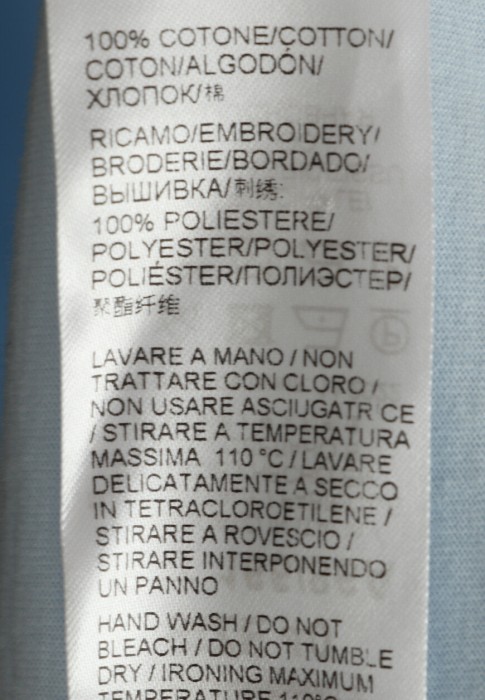 100% COTONE/COTTON/
COTON/ALGODÓN/
ХЛОПОК/棉
RICAMO/EMBROIDERY/
BRODERIE/BORDADO/
ВЫШИВКА/刺绣:
100% POLIESTERE/
POLYESTER/POLYESTER/
POLIÉSTER/ПОЛИЭСТЕР/
聚酯纤维
LAVARE A MANO / NON
TRATTARE CON CLORO /
NON USARE ASCIUGATR CE
/ STIRARE A TEMPERATURA
MASSIMA 110 °C / LAVARE
DELICATAMENTE A SECCO
IN TETRACLOROETILENE /
STIRARE A ROVESCIO /
STIRARE INTERPONENDO
UN PANNO
HAND WASH / DO NOT
BLEACH / DO NOT TUMBLE
DRY / IRONING MAXIMUM
TEMPERATURE 110°C